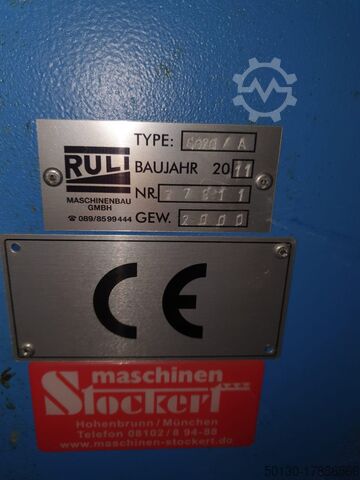 RULI
MASCHINENBAU
GMBH
☎ 089/8599444
TYPE: /A
BAUJAHR 2011
NR.
GEW. 2000
CE
maschinen
Stockert
Hohenbrunn/München
Telefon 08102/8 94-88
www.maschinen-stockert.de